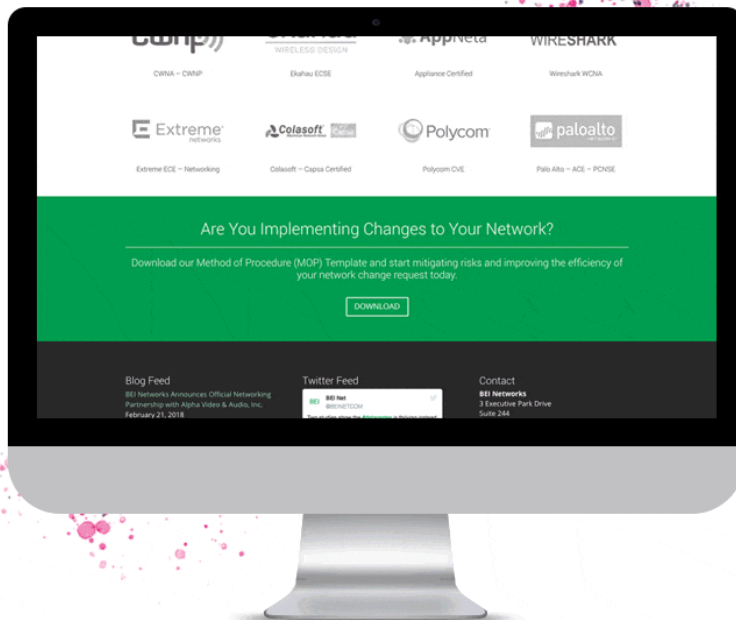 cwnp
WIRELESS DESIGN
AppNeta
WIRESHARK
CWNA – CWNP
Ekahau ECSE
Appliance Certified
Wireshark WCNA
Extreme
networks
Colasoft
Polycom
paloalto
Extreme ECE – Networking
Colasoft – Capsa Certified
Polycom CVE
Palo Alto – ACE – PCNSE
Are You Implementing Changes to Your Network?
Download our Method of Procedure (MOP) Template and start mitigating risks and improving the efficiency of
your network change request today.
DOWNLOAD
Blog Feed
BEI Networks Announces Official Networking
Partnership with Alpha Video & Audio, Inc.
February 21, 2018
Twitter Feed
BEI
BEI Net
@BEINETCOM
Contact
BEI Networks
3 Executive Park Drive
Suite 244